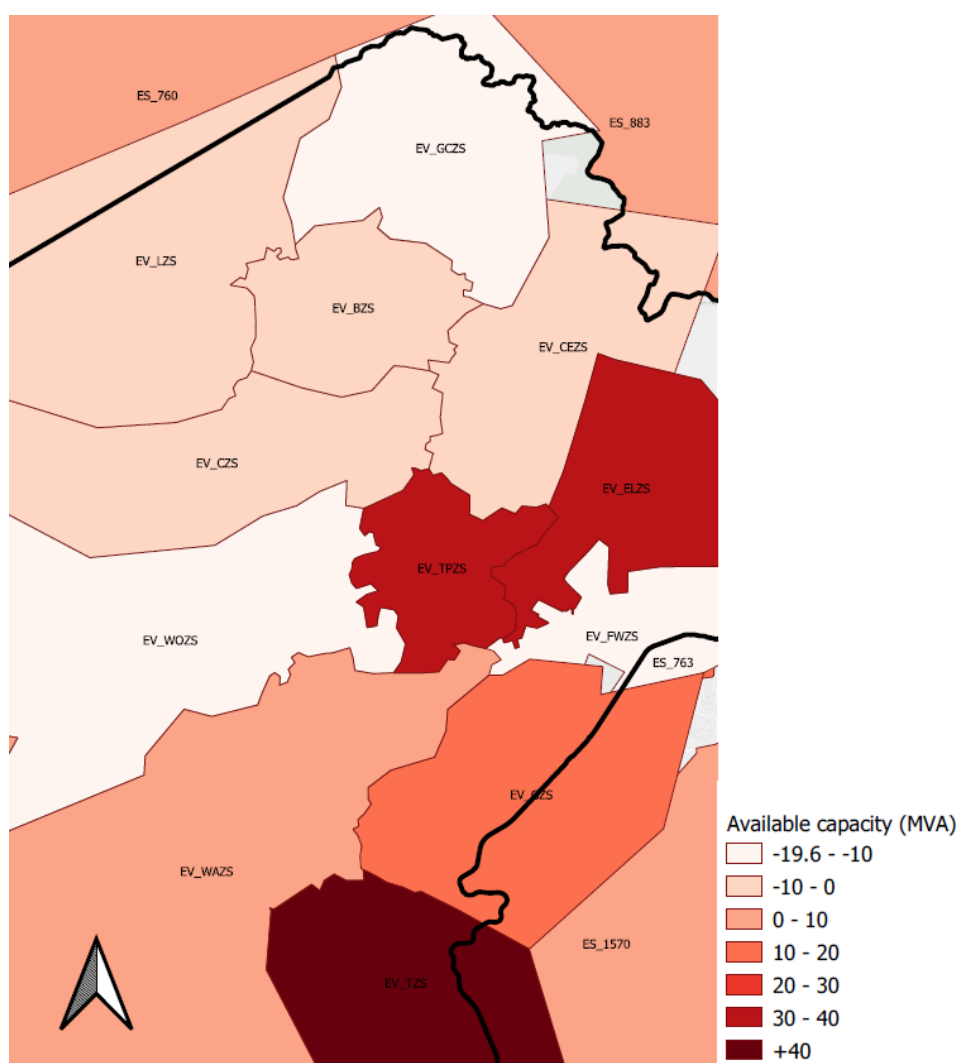 ES_760
ES_883
EV_GCZS
EV_LZS
EV_BZS
EV_CEZS
EV_CZS
EV_ELZS
EV_TPZS
EV_WOZS
EV_FWZS
ES_763
EV_GZS
EV_WAZS
ES_1570
EV_TZS
Available capacity (MVA)
-19.6 - -10
-10 - 0
0 - 10
10 - 20
20 - 30
30 - 40
+40